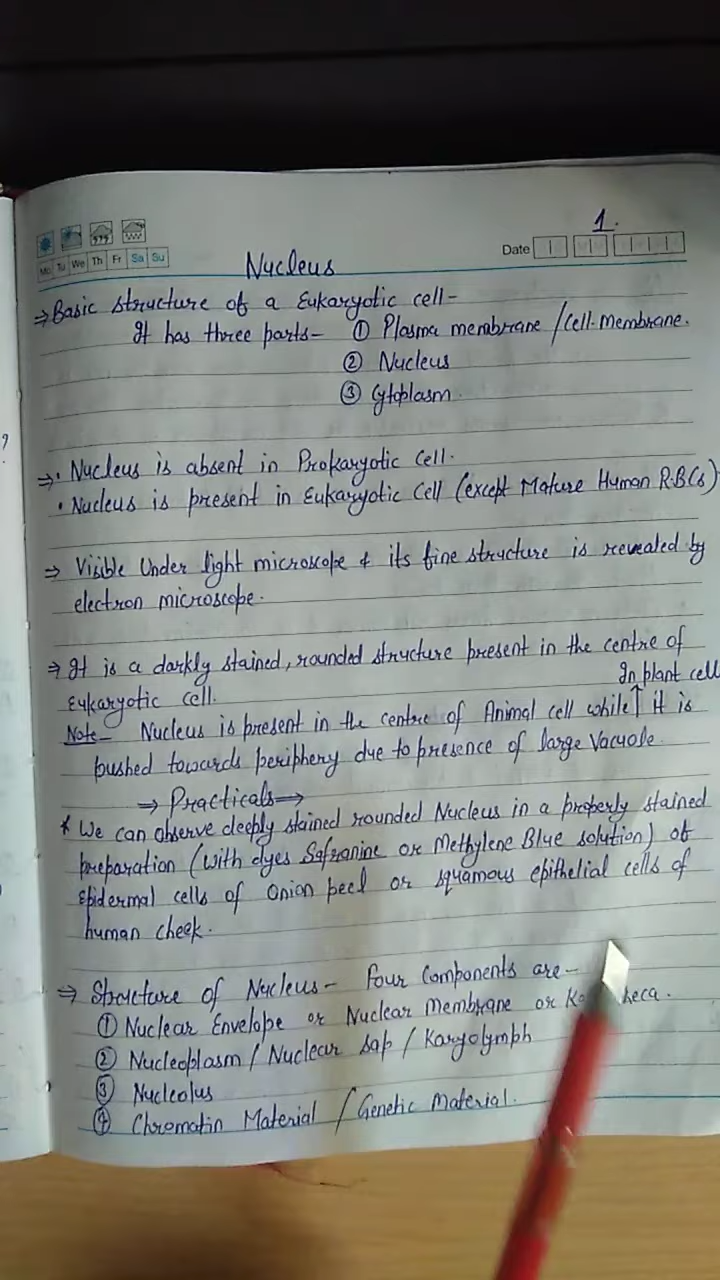 1.
Date
Mo Tu We Th Fr Sa Su
Nucleus
⇒ Basic structure of a Eukaryotic cell-
It has three parts- ① Plasma membrane / Cell Membrane.
② Nucleus
③ Cytoplasm.
?
⇒ • Nucleus is absent in Prokaryotic Cell.
• Nucleus is present in Eukaryotic Cell (except Mature Human R.B.Cs)
⇒ Visible Under light microscope & its fine structure is revealed by
electron microscope.
⇒ It is a darkly stained, rounded structure present in the centre of
Eukaryotic cell.
In plant cell
Note- Nucleus is present in the centre of Animal cell while ↑ it is
pushed towards periphery due to presence of large Vacuole.
⇒ Practicals ⇒
* We can observe deeply stained rounded Nucleus in a properly stained
preparation (with dyes Safranine or Methylene Blue solution) of
Epidermal cells of onion peel or squamous epithelial cells of
human cheek.
⇒ Structure of Nucleus- Four Components are-
① Nuclear Envelope or Nuclear Membrane or
② Nucleoplasm / Nuclear Sap / Karyolymph
③ Nucleolus
④ Chromatin Material / Genetic Material.